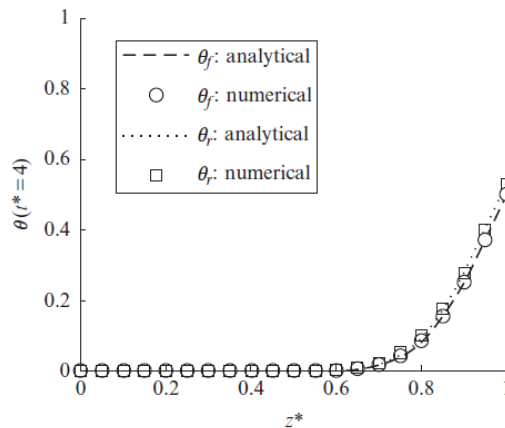 1
0.8
0.6
0.4
0.2
0
θ (t* = 4)
θf: analytical
θf: numerical
θr: analytical
θr: numerical
0 0.2 0.4 0.6 0.8 1
z*